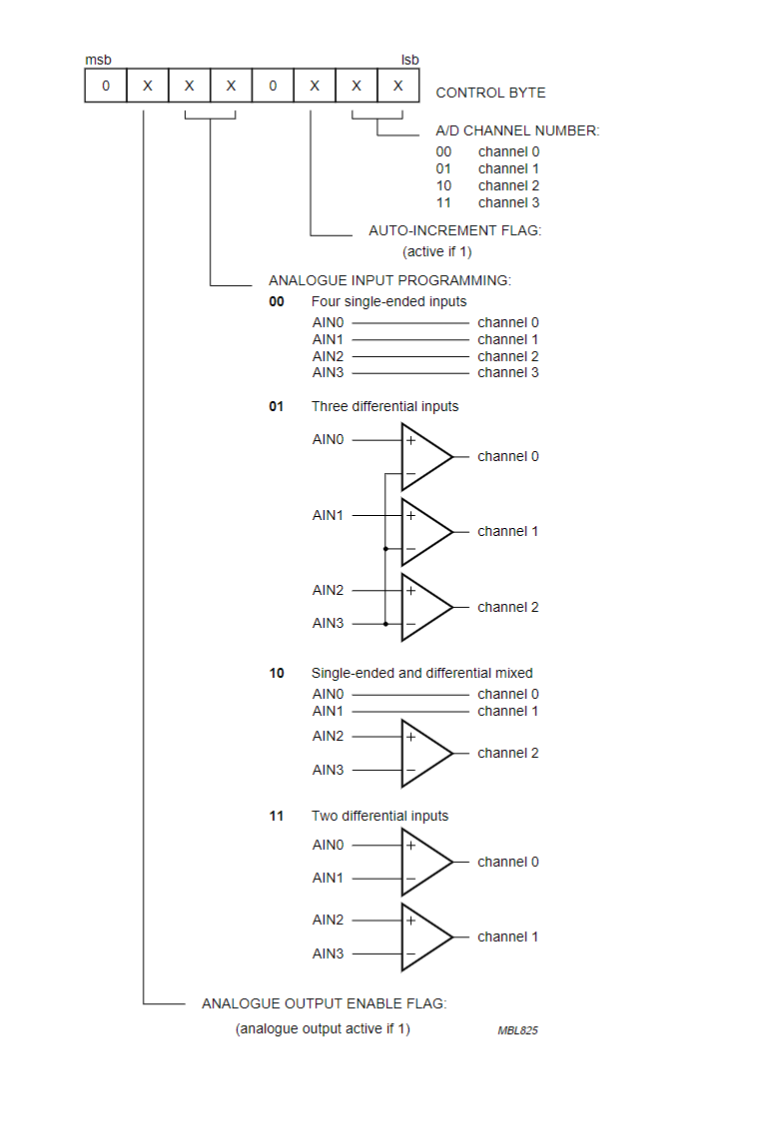 msb lsb
0 X X X 0 X X X CONTROL BYTE
A/D CHANNEL NUMBER:
00 channel 0
01 channel 1
10 channel 2
11 channel 3
AUTO-INCREMENT FLAG:
(active if 1)
ANALOGUE INPUT PROGRAMMING:
00 Four single-ended inputs
AIN0 channel 0
AIN1 channel 1
AIN2 channel 2
AIN3 channel 3
01 Three differential inputs
AIN0 +
channel 0
−
AIN1 +
channel 1
−
AIN2 +
channel 2
AIN3 −
10 Single-ended and differential mixed
AIN0 channel 0
AIN1 channel 1
AIN2 +
channel 2
AIN3 −
11 Two differential inputs
AIN0 +
channel 0
AIN1 −
AIN2 +
channel 1
AIN3 −
ANALOGUE OUTPUT ENABLE FLAG:
(analogue output active if 1) MBL825